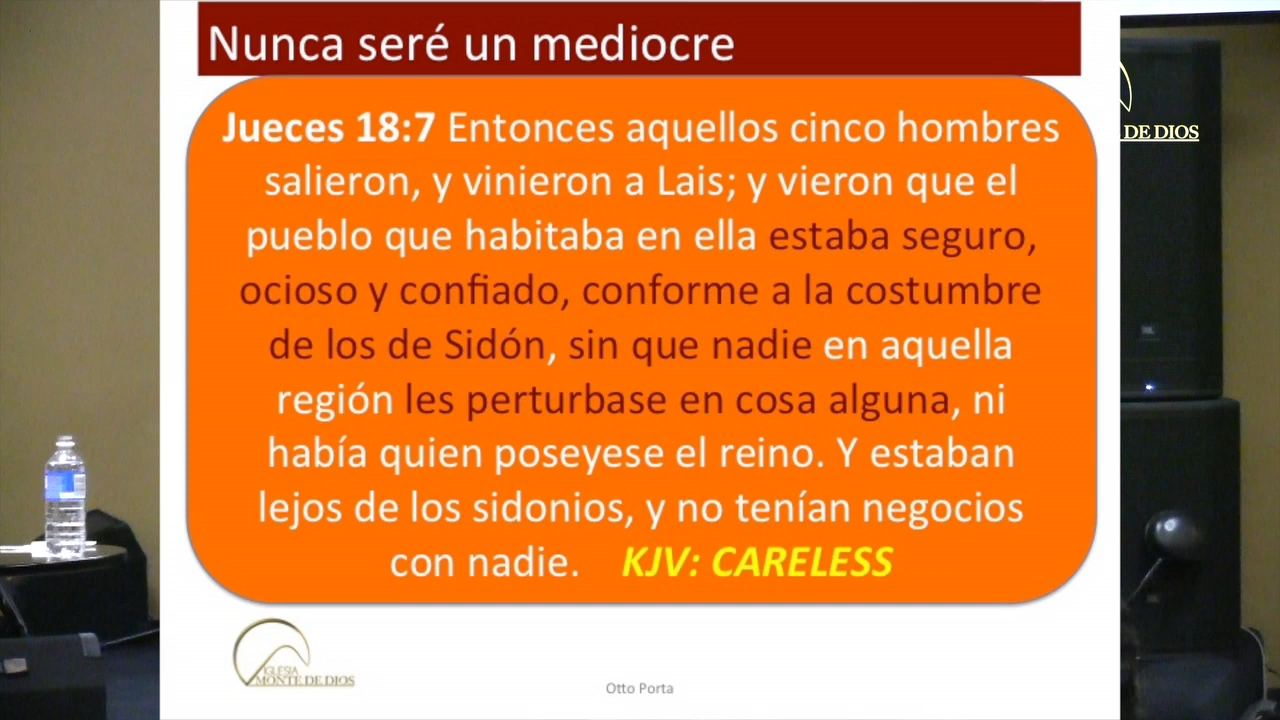 Nunca seré un mediocre
Jueces 18:7 Entonces aquellos cinco hombres
salieron, y vinieron a Lais; y vieron que el
pueblo que habitaba en ella estaba seguro,
ocioso y confiado, conforme a la costumbre
de los de Sidón, sin que nadie en aquella
región les perturbase en cosa alguna, ni
había quien poseyese el reino. Y estaban
lejos de los sidonios, y no tenían negocios
con nadie. KJV: CARELESS
IGLESIA
MONTE DE DIOS
Otto Porta
DE DIOS
JBL